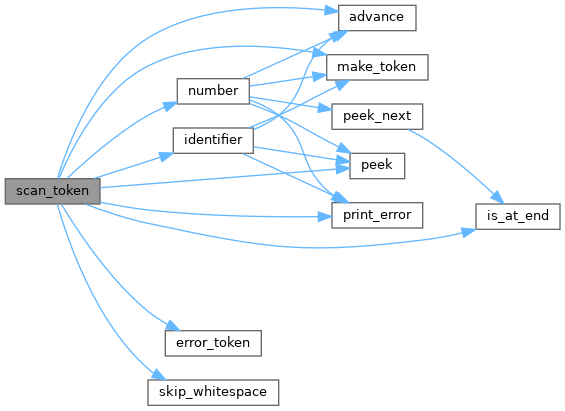 advance
make_token
number
peek_next
identifier
peek
scan_token
print_error
is_at_end
error_token
skip_whitespace